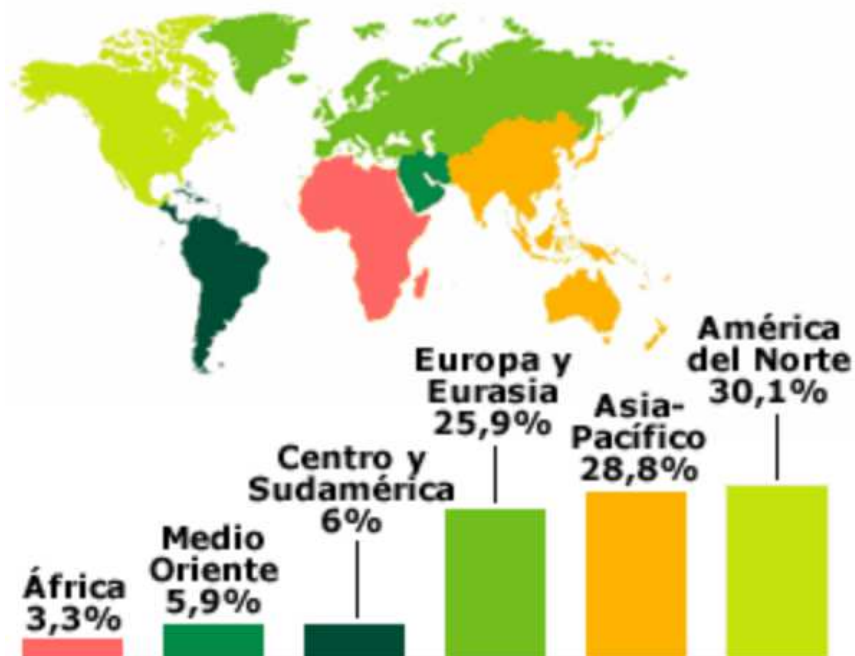 África
3,3%
Medio
Oriente
5,9%
Centro y
Sudamérica
6%
Europa y
Eurasia
25,9%
Asia-
Pacífico
28,8%
América
del Norte
30,1%